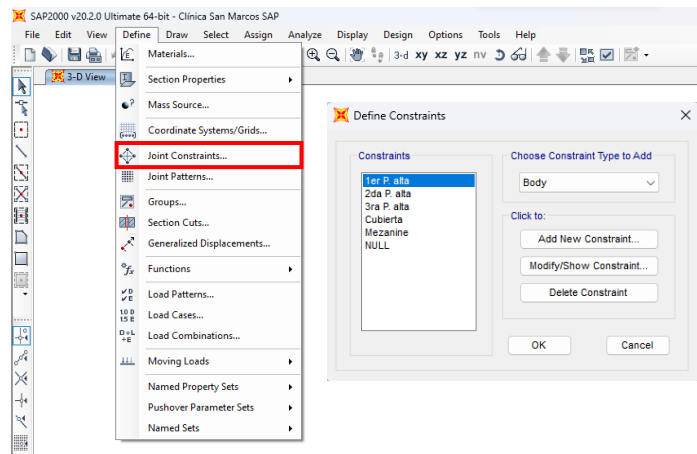 SAP2000 v20.2.0 Ultimate 64-bit - Clínica San Marcos SAP
File Edit View Define Draw Select Assign Analyze Display Design Options Tools Help
3-d xy xz yz nv
3-D View
Materials...
Section Properties
Mass Source...
Coordinate Systems/Grids...
Joint Constraints...
Joint Patterns...
Groups...
Section Cuts...
Generalized Displacements...
Functions
Load Patterns...
Load Cases...
Load Combinations...
Moving Loads
Named Property Sets
Pushover Parameter Sets
Named Sets
Define Constraints
Constraints
1er P. alta
2da P. alta
3ra P. alta
Cubierta
Mezanine
NULL
Choose Constraint Type to Add
Body
Click to:
Add New Constraint...
Modify/Show Constraint...
Delete Constraint
OK
Cancel